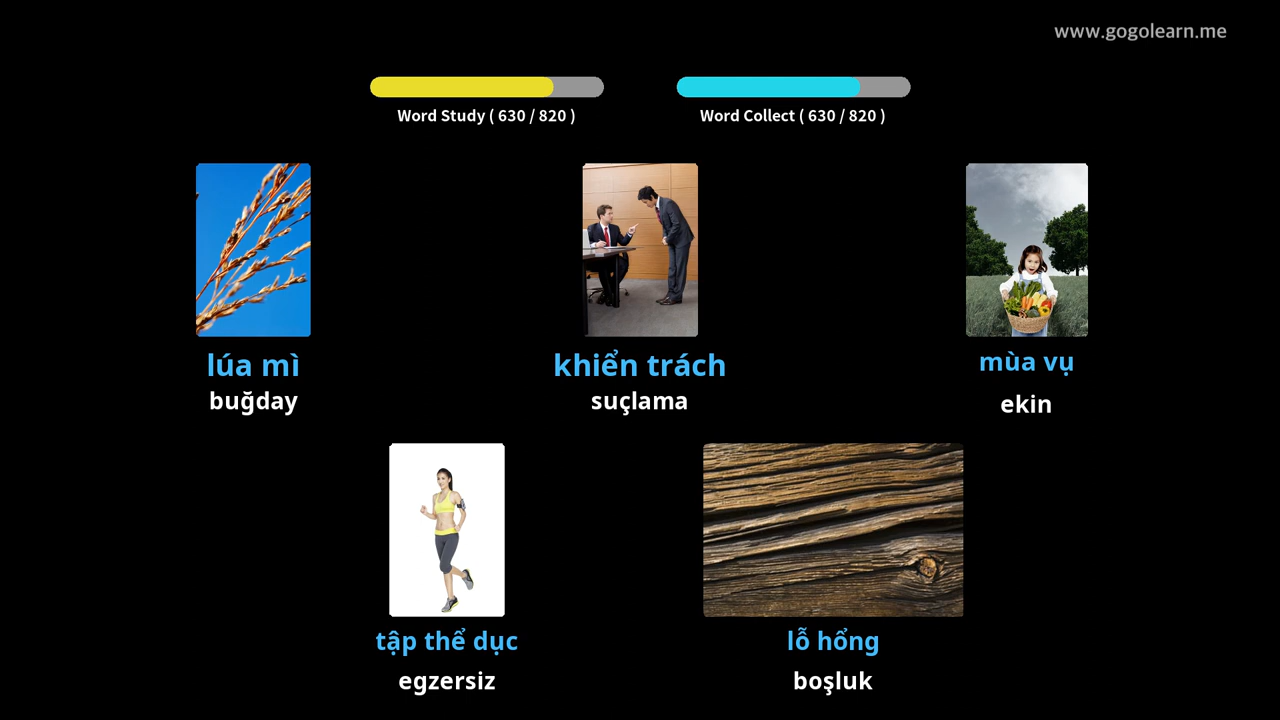 www.gogolearn.me
Word Study ( 630 / 820 )
Word Collect ( 630 / 820 )
lúa mì
buğday
khiển trách
suçlama
mùa vụ
ekin
tập thể dục
egzersiz
lỗ hổng
boşluk